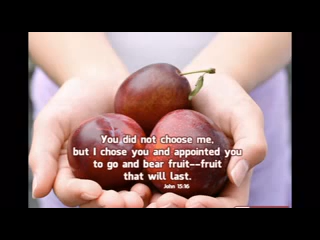 You did not choose me,
but I chose you and appointed you
to go and bear fruit--fruit
that will last.
John 15:16